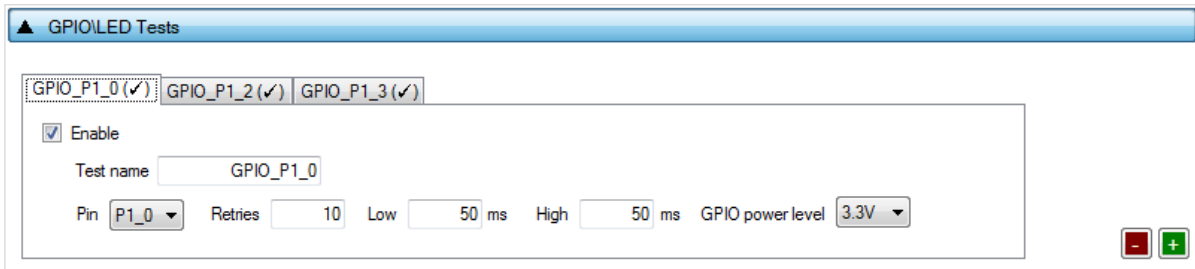 ▲ GPIO\LED Tests
GPIO_P1_0 (✓) GPIO_P1_2 (✓) GPIO_P1_3 (✓)
Enable
Test name GPIO_P1_0
Pin P1_0 Retries 10 Low 50 ms High 50 ms GPIO power level 3.3V
- +